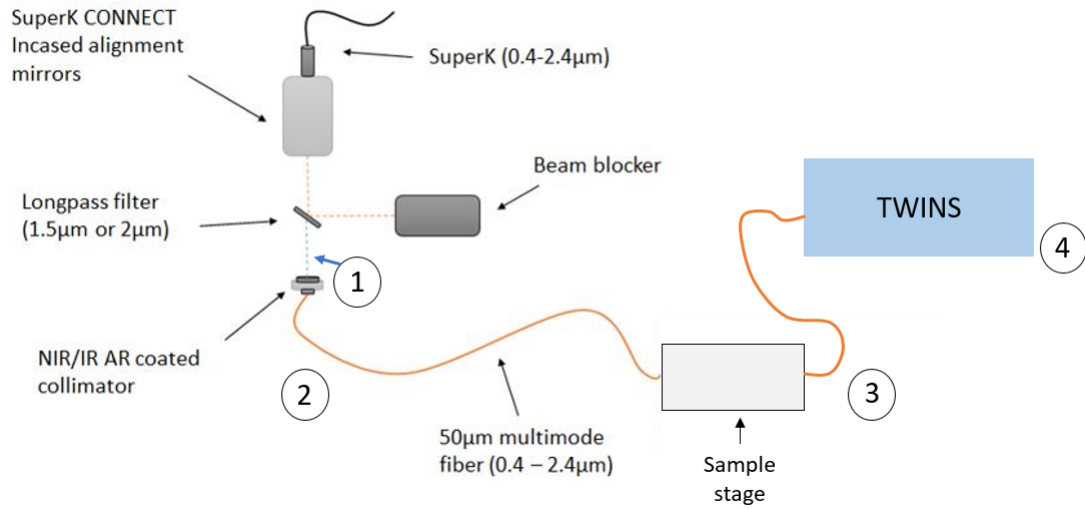 SuperK CONNECT
Incased alignment
mirrors
SuperK (0.4-2.4µm)
Beam blocker
Longpass filter
(1.5µm or 2µm)
TWINS
4
1
NIR/IR AR coated
collimator
2
3
50µm multimode
fiber (0.4 – 2.4µm)
Sample
stage